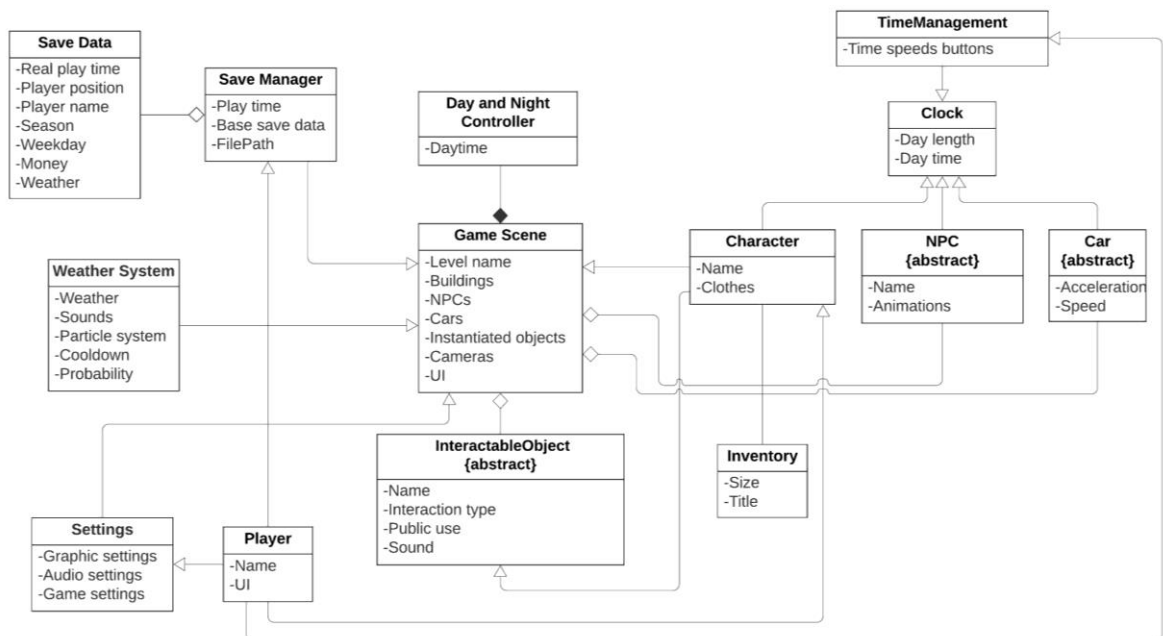 Save Data
-Real play time
-Player position
-Player name
-Season
-Weekday
-Money
-Weather
Save Manager
-Play time
-Base save data
-FilePath
Day and Night
Controller
-Daytime
TimeManagement
-Time speeds buttons
Clock
-Day length
-Day time
Weather System
-Weather
-Sounds
-Particle system
-Cooldown
-Probability
Game Scene
-Level name
-Buildings
-NPCs
-Cars
-Instantiated objects
-Cameras
-UI
Character
-Name
-Clothes
NPC
{abstract}
-Name
-Animations
Car
{abstract}
-Acceleration
-Speed
InteractableObject
{abstract}
-Name
-Interaction type
-Public use
-Sound
Inventory
-Size
-Title
Settings
-Graphic settings
-Audio settings
-Game settings
Player
-Name
-UI